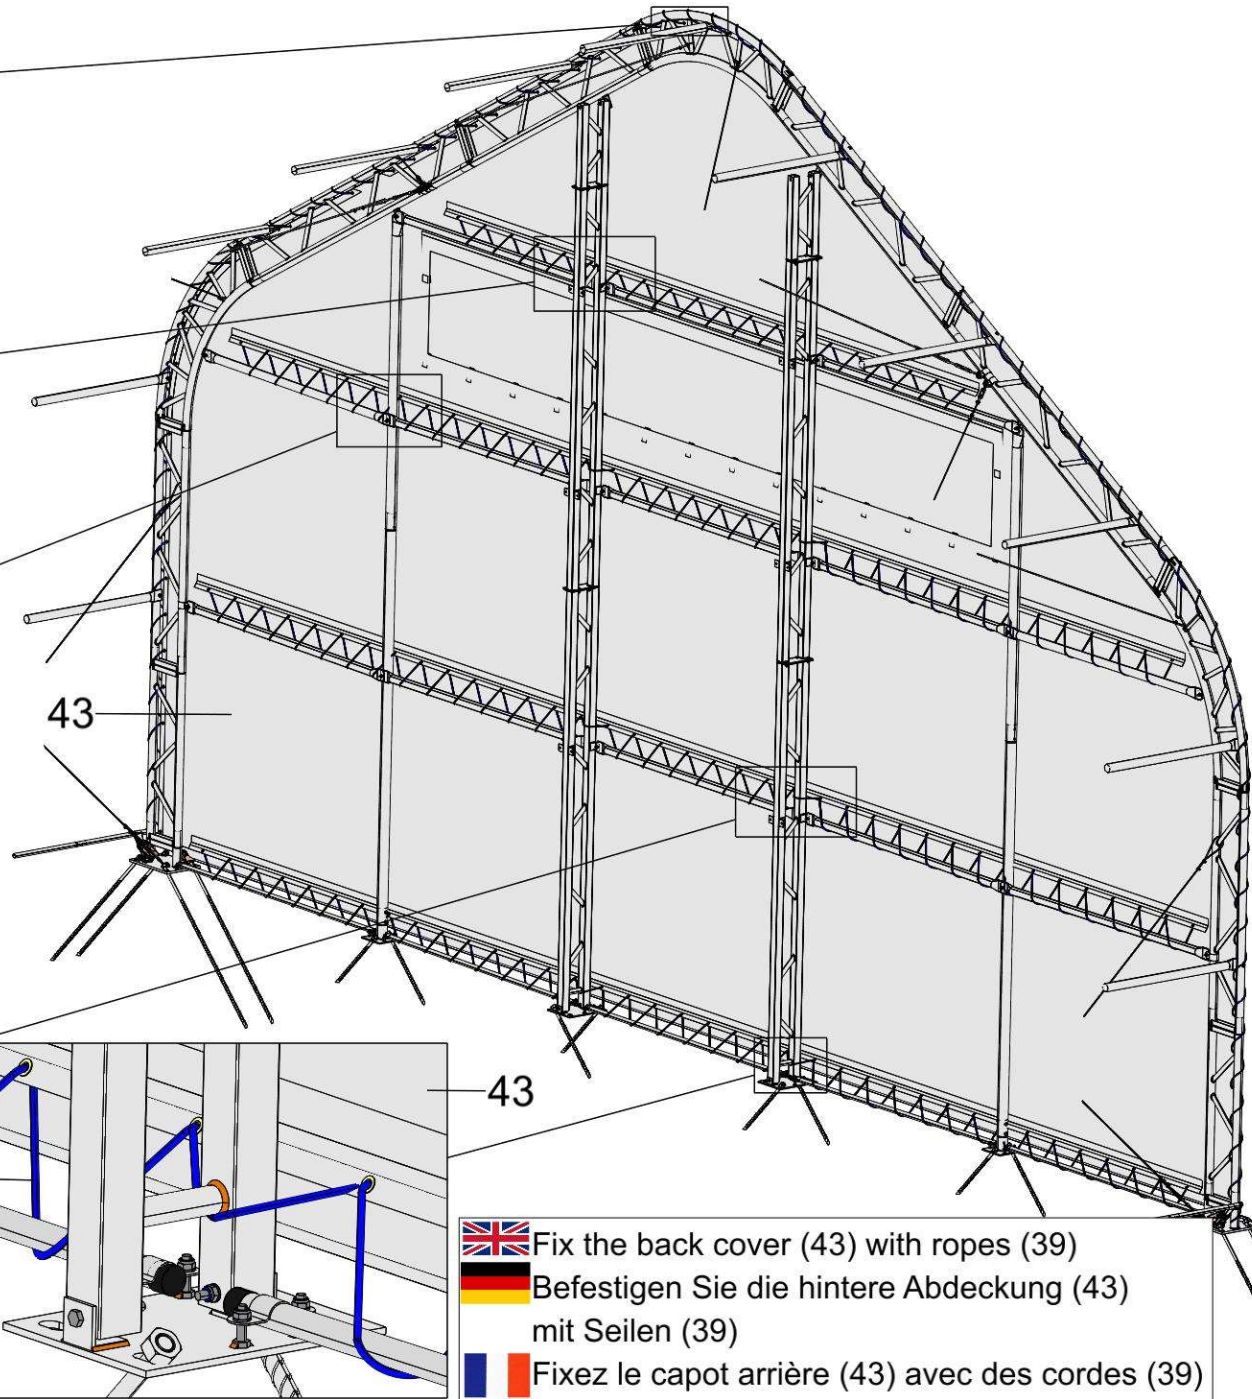 43
43
Fix the back cover (43) with ropes (39)
Befestigen Sie die hintere Abdeckung (43)
mit Seilen (39)
Fixez le capot arrière (43) avec des cordes (39)